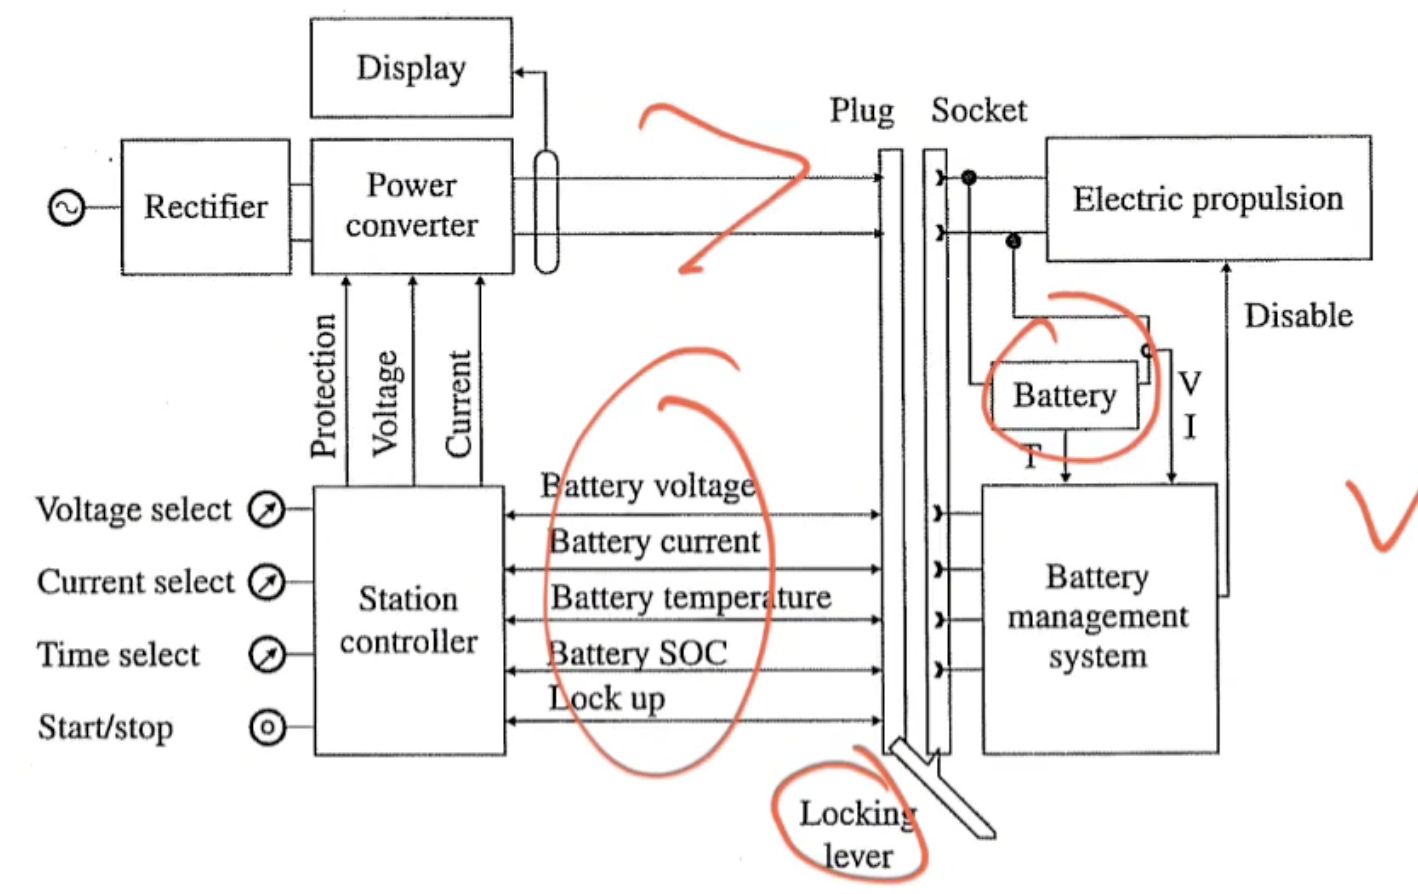 Display
Plug Socket
Rectifier
Power
converter
Electric propulsion
Protection
Voltage
Current
Disable
Battery
V
I
T
Voltage select
Current select
Time select
Start/stop
Station
controller
Battery voltage
Battery current
Battery temperature
Battery SOC
Lock up
Battery
management
system
Locking
lever